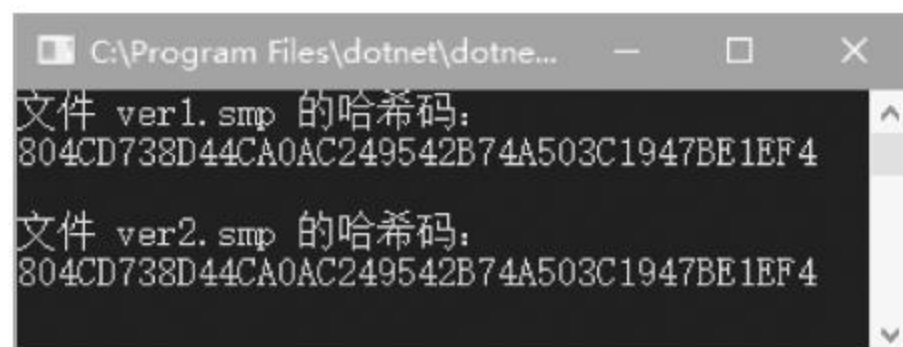 C:\Program Files\dotnet\dotne...
文件 ver1.smp 的哈希码：
804CD738D44CA0AC249542B74A503C1947BE1EF4
文件 ver2.smp 的哈希码：
804CD738D44CA0AC249542B74A503C1947BE1EF4